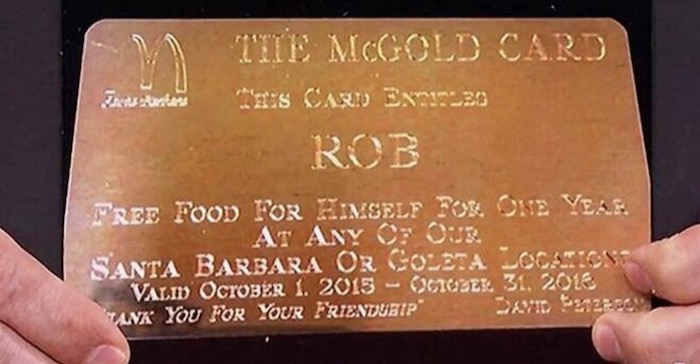 THE McGOLD CARD
THIS CARD ENTITLES
ROB
FREE FOOD FOR HIMSELF FOR ONE YEAR
AT ANY OF OUR
SANTA BARBARA OR GOLETA LOCATIONS
VALID OCTOBER 1, 2015 – OCTOBER 31,
THANK YOU FOR YOUR FRIENDSHIP" DAVID PETERSON